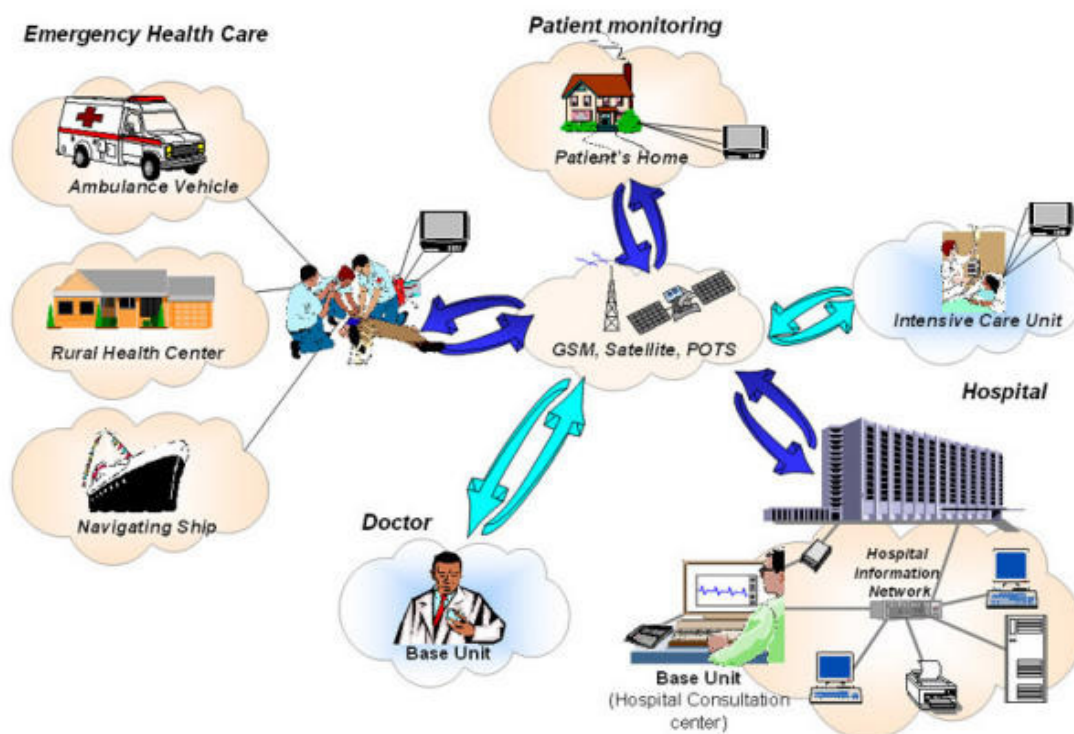 Emergency Health Care
Patient monitoring
Ambulance Vehicle
Patient's Home
Rural Health Center
GSM, Satellite, POTS
Intensive Care Unit
Hospital
Navigating Ship
Doctor
Base Unit
Hospital
Information
Network
Base Unit
(Hospital Consultation
center)